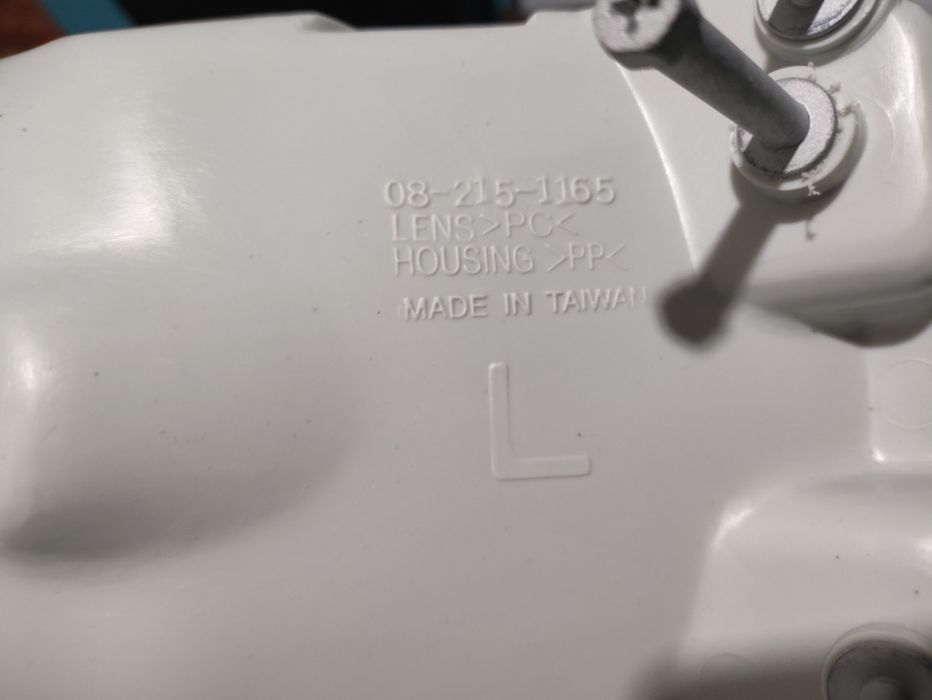 08-215-1165
LENS>PC<
HOUSING >PP<
MADE IN TAIWAN
L